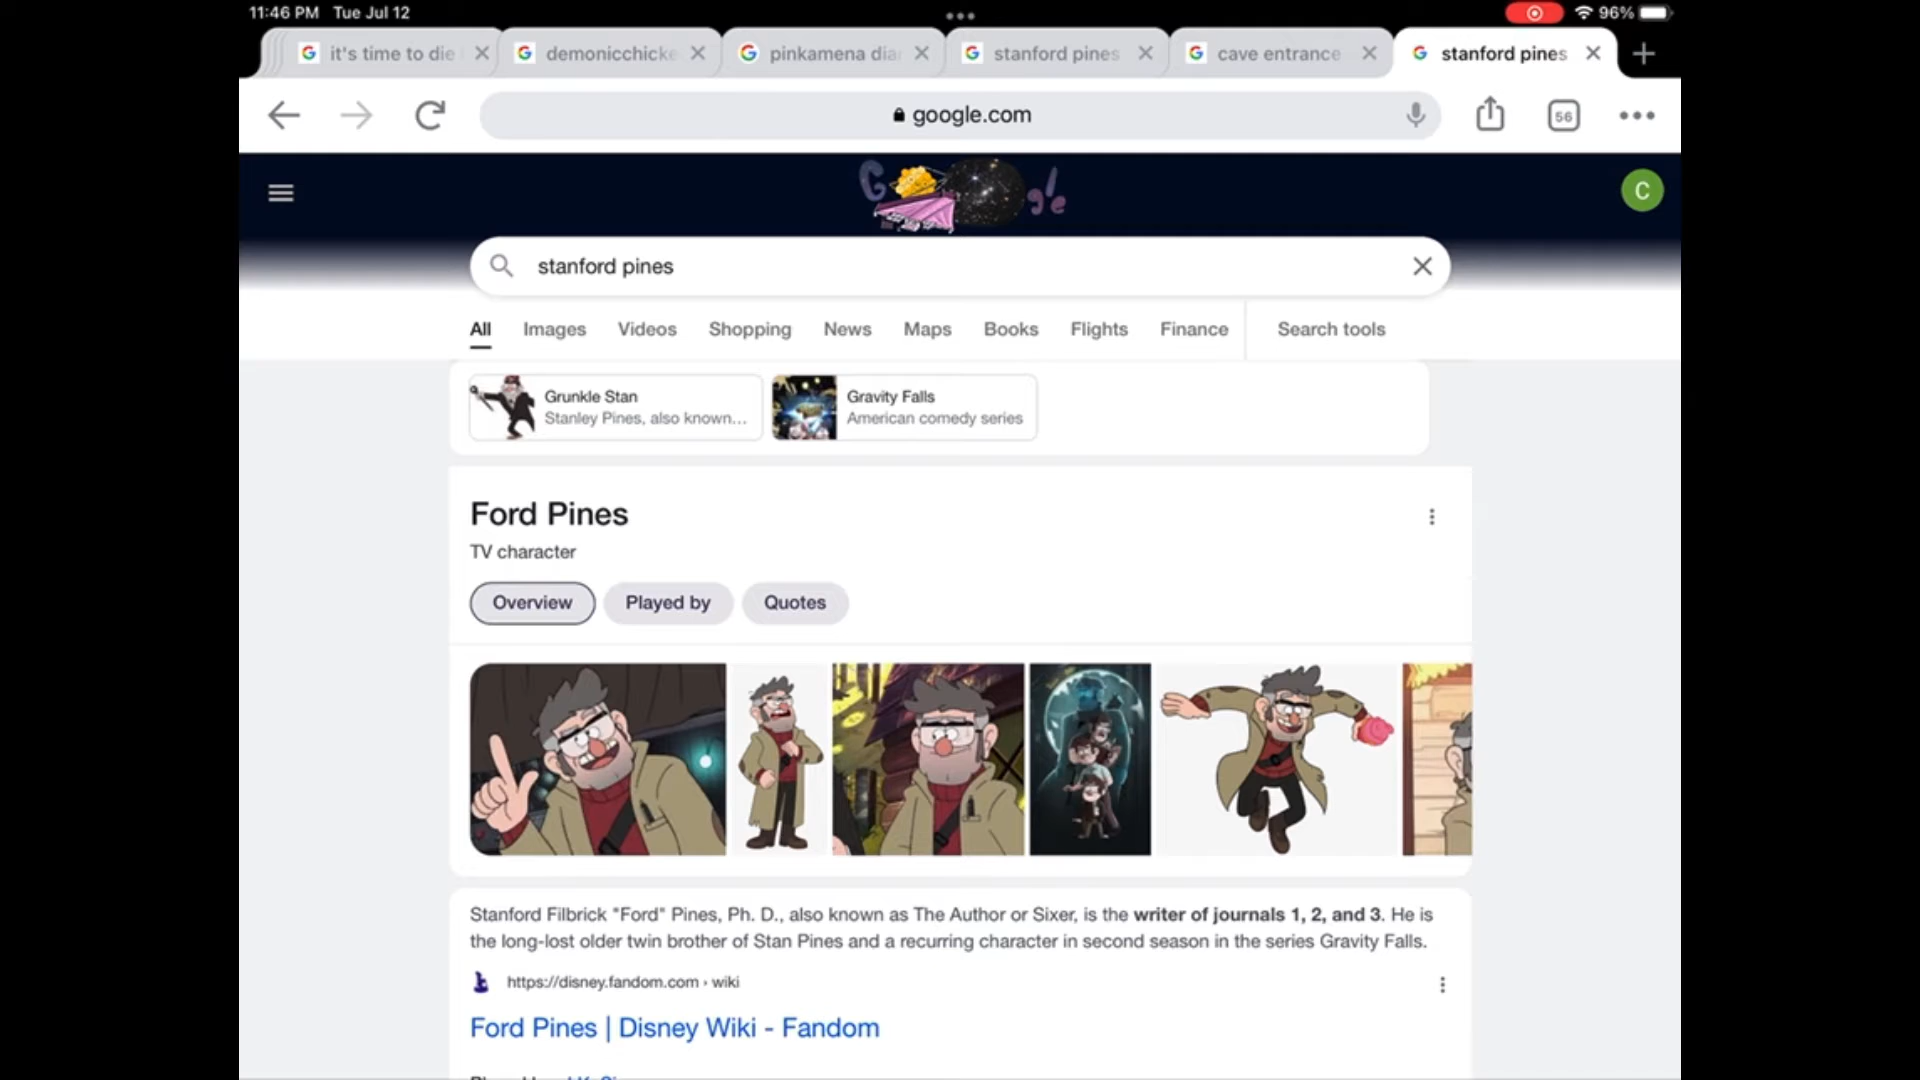 11:46 PM Tue Jul 12
96%
it's time to die
demonicchicke
pinkamena dia
stanford pines
cave entrance
stanford pines
google.com
56
G gle
C
stanford pines
All Images Videos Shopping News Maps Books Flights Finance Search tools
Grunkle Stan
Stanley Pines, also known...
Gravity Falls
American comedy series
Ford Pines
TV character
Overview Played by Quotes
Stanford Filbrick "Ford" Pines, Ph. D., also known as The Author or Sixer, is the writer of journals 1, 2, and 3. He is
the long-lost older twin brother of Stan Pines and a recurring character in second season in the series Gravity Falls.
https://disney.fandom.com › wiki
Ford Pines | Disney Wiki - Fandom